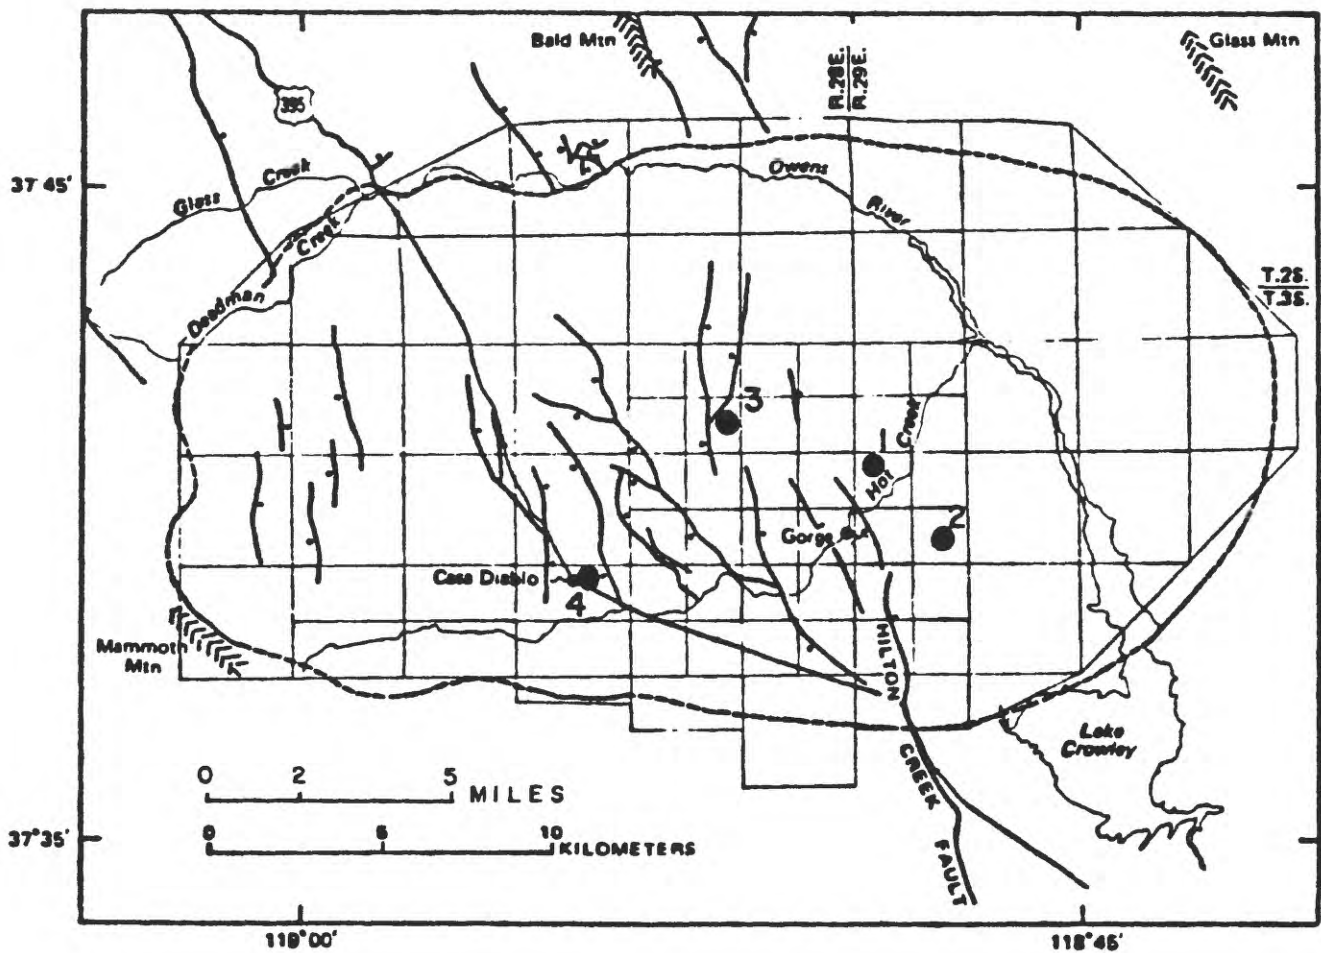 Bald Mtn
R.28E.
R.29E.
Glass Mtn
395
37 45'
Glass Creek
Owens River
Deadman Creek
T.2S.
T.3S.
3
1
Hot Creek
2
Gorge
Casa Diablo
4
Mammoth
Mtn
HILTON CREEK FAULT
Lake
Crowley
0 2 5 MILES
0 5 10 KILOMETERS
37°35'
119°00'
118°45'